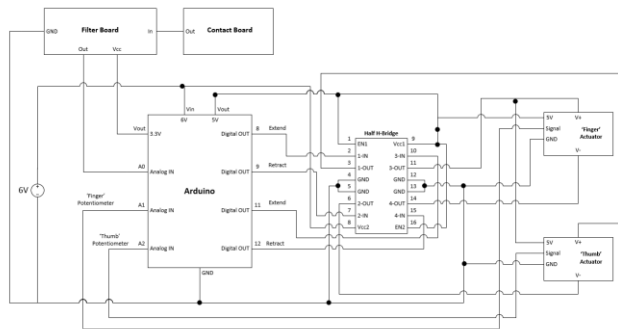 Filter Board
GND
In
Out
Vcc
Out
Contact Board
Vin
6V
Vout
5V
Vout
3.3V
Digital OUT
8
Extend
A0
Analog IN
Digital OUT
9
Retract
Arduino
'Finger'
Potentiometer
A1
Analog IN
Digital OUT
11
Extend
'Thumb'
Potentiometer
A2
Analog IN
Digital OUT
12
Retract
GND
6V
Half H-Bridge
1
EN1
Vcc1
9
2
1-IN
3-IN
10
3
1-OUT
3-OUT
11
4
GND
GND
12
5
GND
GND
13
6
2-OUT
4-OUT
14
7
2-IN
4-IN
15
8
Vcc2
EN2
16
5V
V+
Signal
'Finger'
GND
Actuator
V-
5V
V+
Signal
'Thumb'
GND
Actuator
V-